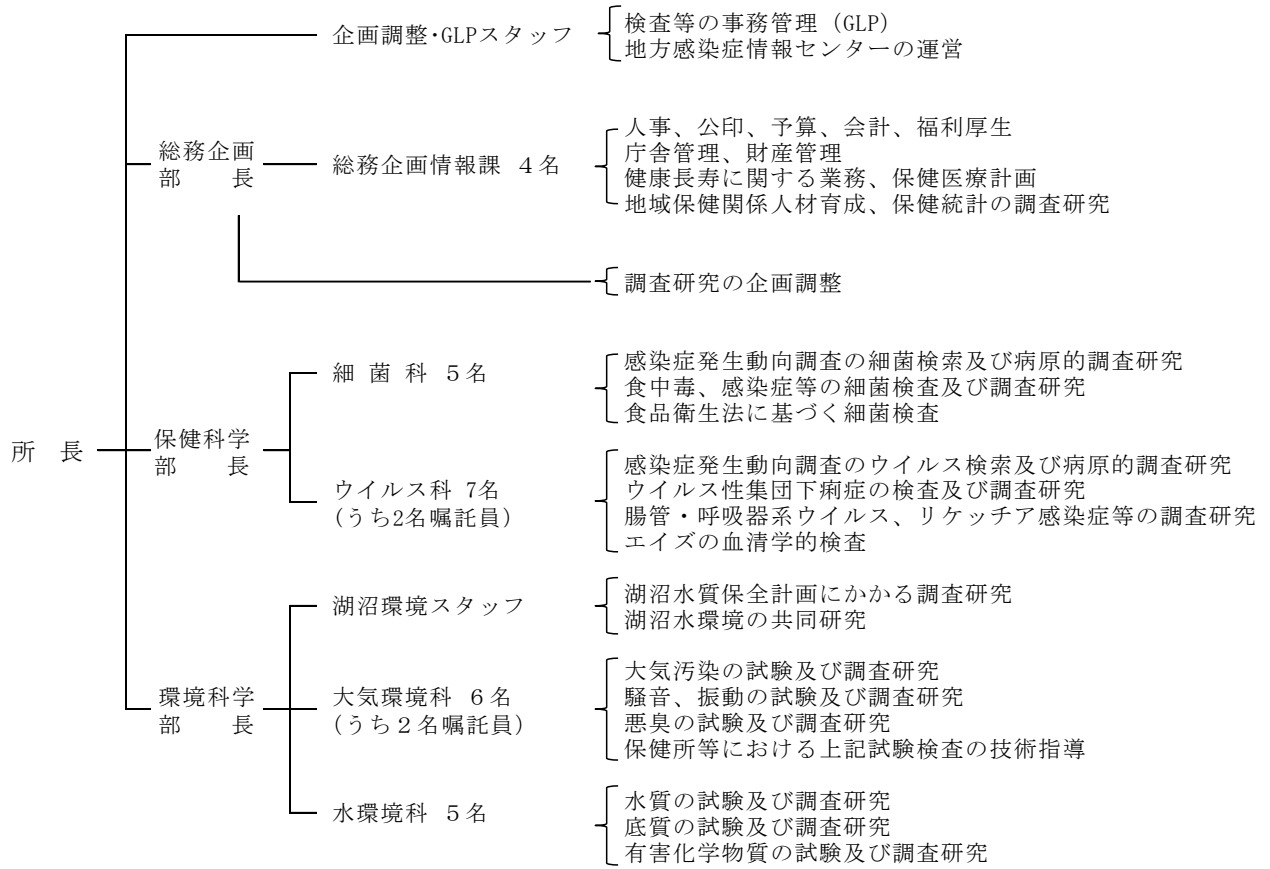 企画調整･GLPスタッフ
検査等の事務管理 (GLP)
地方感染症情報センターの運営
総務企画
部　　長
総務企画情報課 ４名
人事、公印、予算、会計、福利厚生
庁舎管理、財産管理
健康長寿に関する業務、保健医療計画
地域保健関係人材育成、保健統計の調査研究
調査研究の企画調整
所　長
保健科学
部　　長
細 菌 科 ５名
感染症発生動向調査の細菌検索及び病原的調査研究
食中毒、感染症等の細菌検査及び調査研究
食品衛生法に基づく細菌検査
ウイルス科 7名
(うち2名嘱託員)
感染症発生動向調査のウイルス検索及び病原的調査研究
ウイルス性集団下痢症の検査及び調査研究
腸管・呼吸器系ウイルス、リケッチア感染症等の調査研究
エイズの血清学的検査
環境科学
部　　長
湖沼環境スタッフ
湖沼水質保全計画にかかる調査研究
湖沼水環境の共同研究
大気環境科 ６名
(うち２名嘱託員)
大気汚染の試験及び調査研究
騒音、振動の試験及び調査研究
悪臭の試験及び調査研究
保健所等における上記試験検査の技術指導
水環境科 ５名
水質の試験及び調査研究
底質の試験及び調査研究
有害化学物質の試験及び調査研究